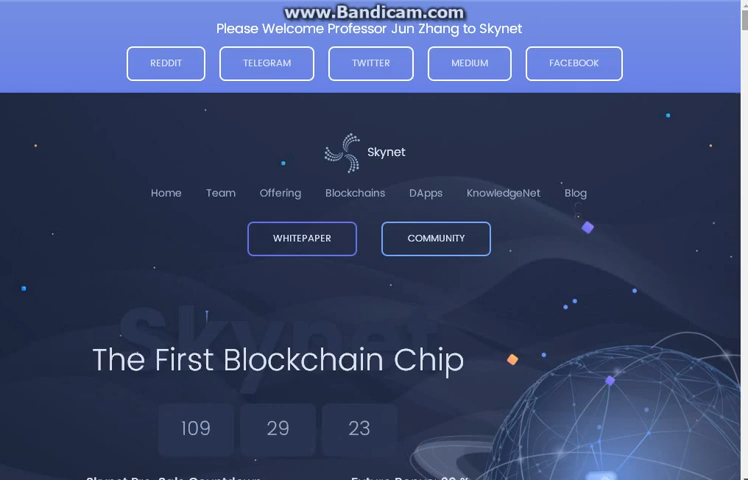 www.Bandicam.com
Please Welcome Professor Jun Zhang to Skynet
REDDIT TELEGRAM TWITTER MEDIUM FACEBOOK
Skynet
Home Team Offering Blockchains DApps KnowledgeNet Blog
WHITEPAPER COMMUNITY
Skynet
The First Blockchain Chip
109 29 23